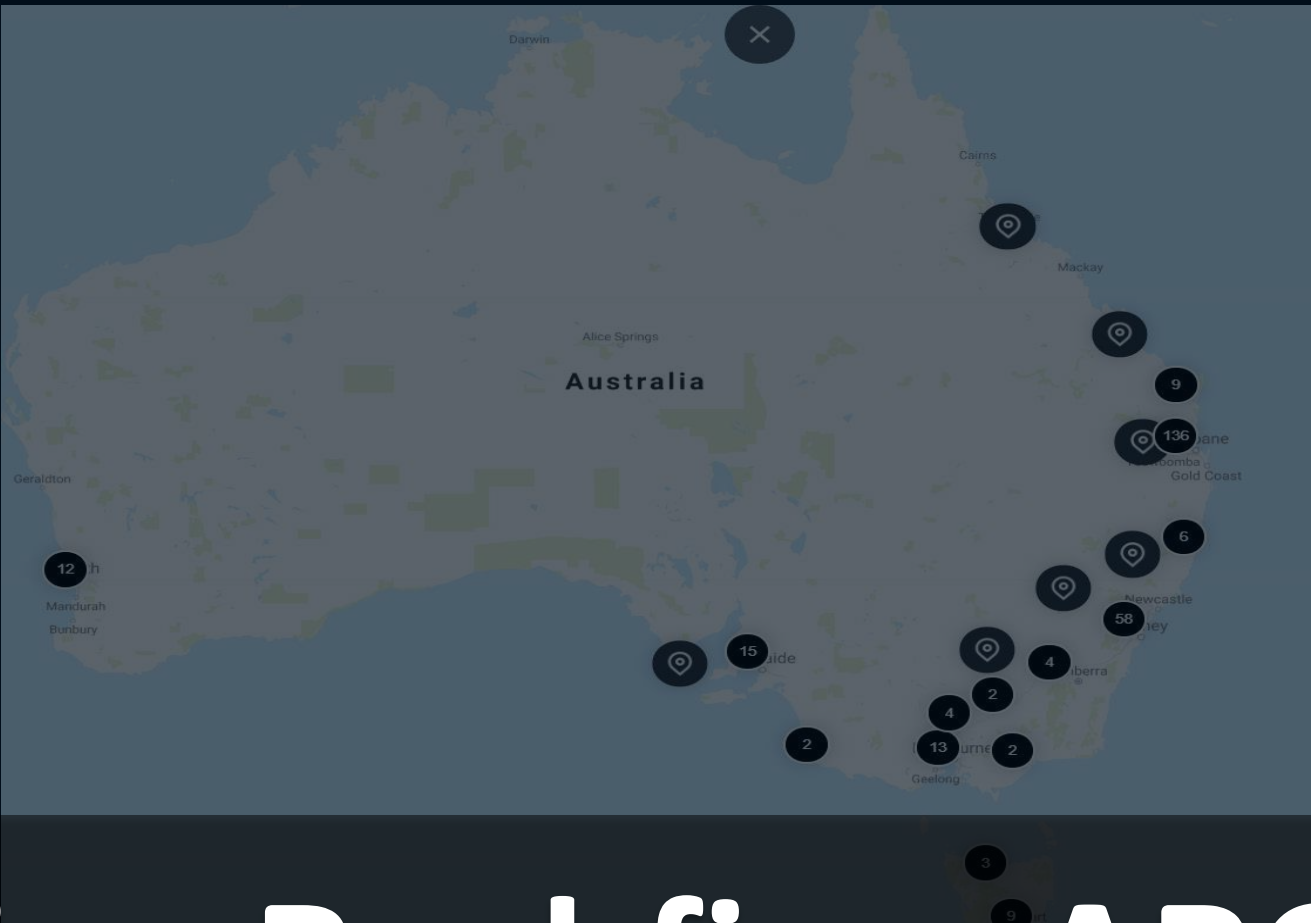 Darwin
Cairns
Mackay
Alice Springs
Australia
9
136
Gold Coast
Geraldton
6
12
Mandurah
Newcastle
58
Bunbury
15
4
2
4
13
2
2
Geelong
3
9